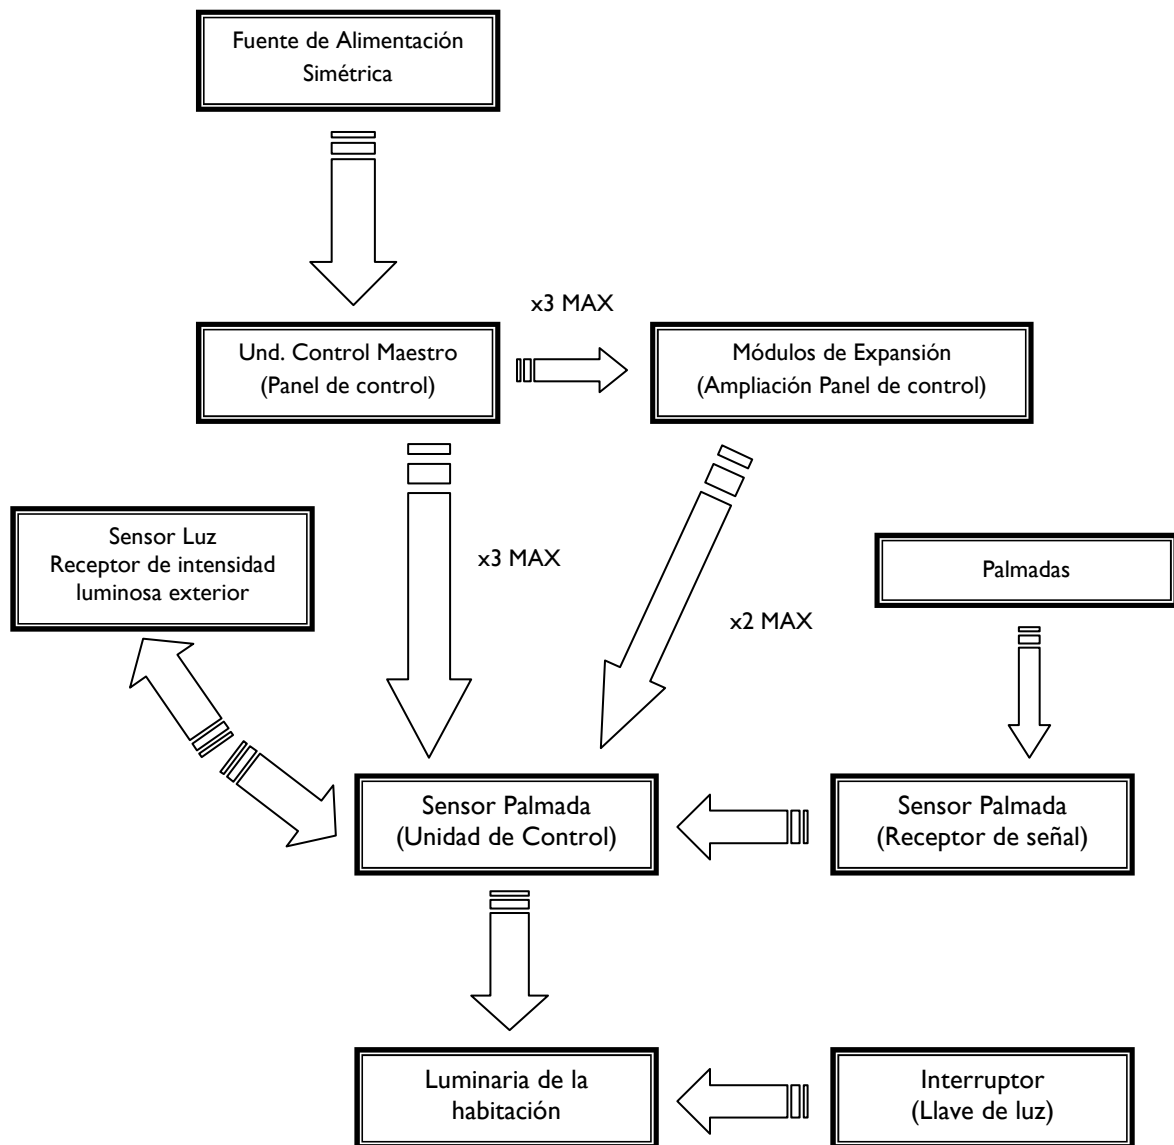 Fuente de Alimentación
Simétrica
x3 MAX
Und. Control Maestro
(Panel de control)
Módulos de Expansión
(Ampliación Panel de control)
Sensor Luz
Receptor de intensidad
luminosa exterior
x3 MAX
Palmadas
x2 MAX
Sensor Palmada
(Unidad de Control)
Sensor Palmada
(Receptor de señal)
Luminaria de la
habitación
Interruptor
(Llave de luz)